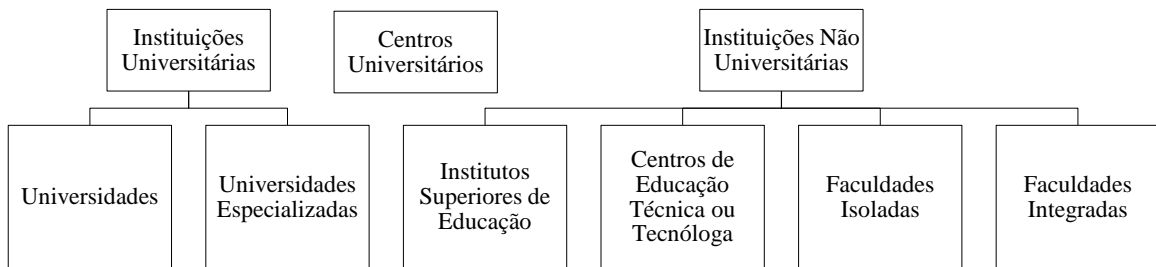 Instituições
Universitárias
Centros
Universitários
Instituições Não
Universitárias
Universidades
Universidades
Especializadas
Institutos
Superiores de
Educação
Centros de
Educação
Técnica ou
Tecnóloga
Faculdades
Isoladas
Faculdades
Integradas